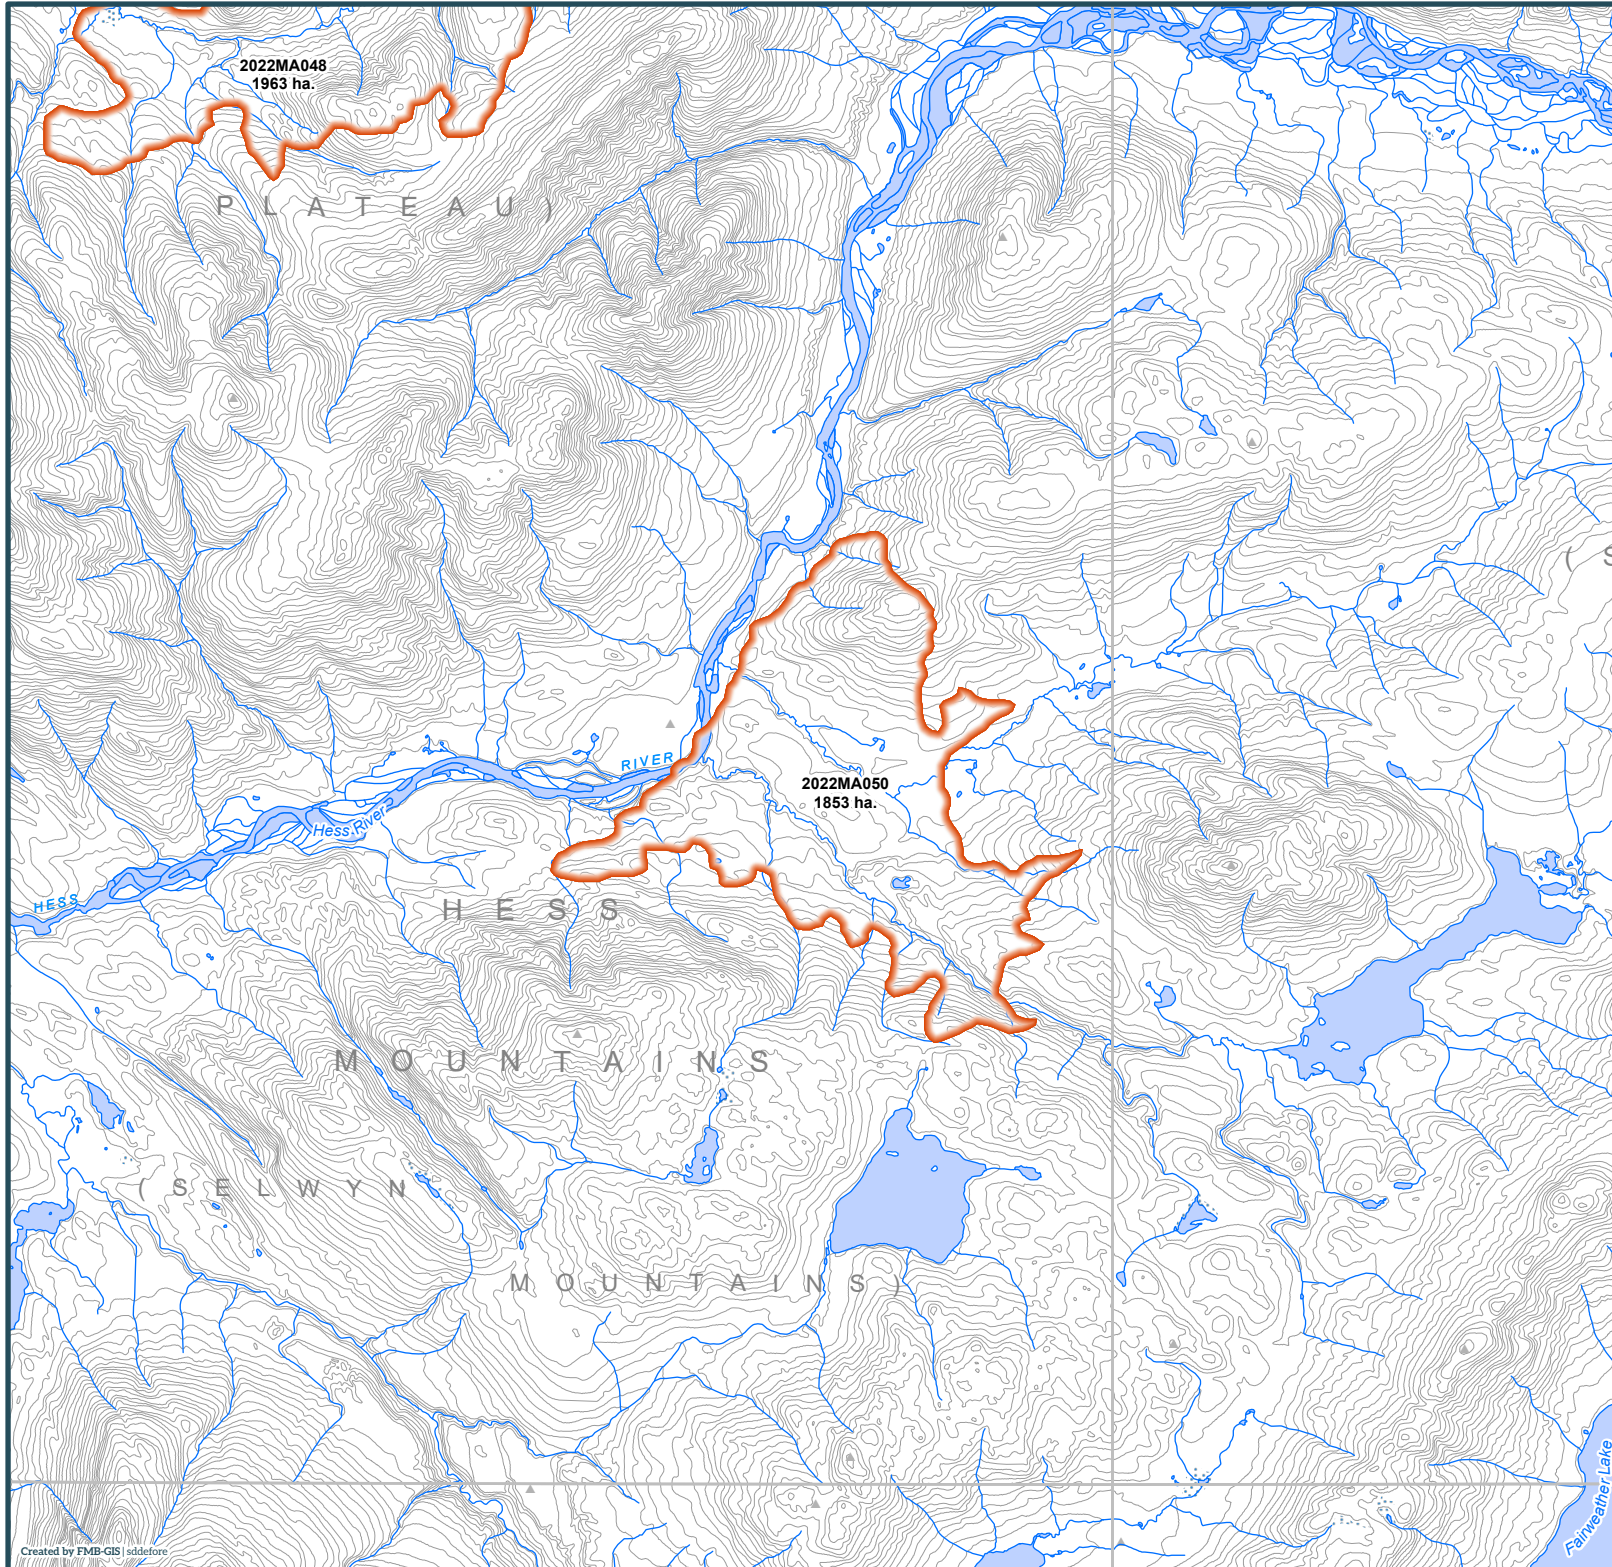 2022MA048
1963 ha.
PLATEAU)
( S
RIVER
2022MA050
1853 ha.
Hess River
HESS
HESS
MOUNTAINS
(SELWYN
MOUNTAINS)
Fairweather Lake
Created by FMB-GIS | sddefore